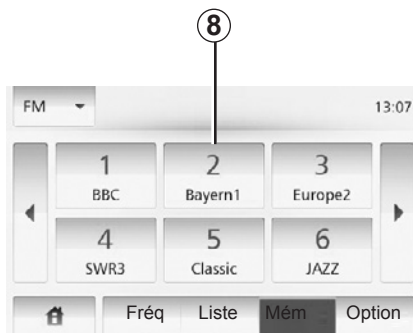 8
FM 13:07
1 2 3
BBC Bayern1 Europe2
4 5 6
SWR3 Classic JAZZ
Fréq Liste Mém Option